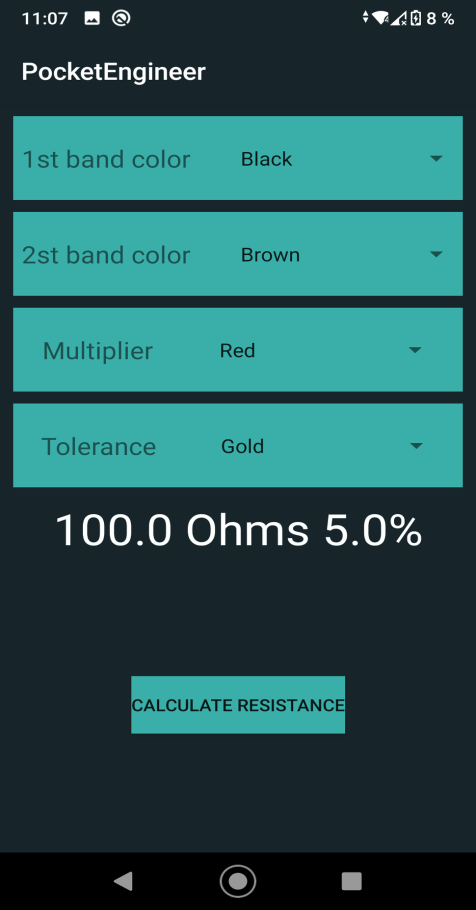 11:07 8 %
PocketEngineer
1st band color Black
2st band color Brown
Multiplier Red
Tolerance Gold
100.0 Ohms 5.0%
CALCULATE RESISTANCE